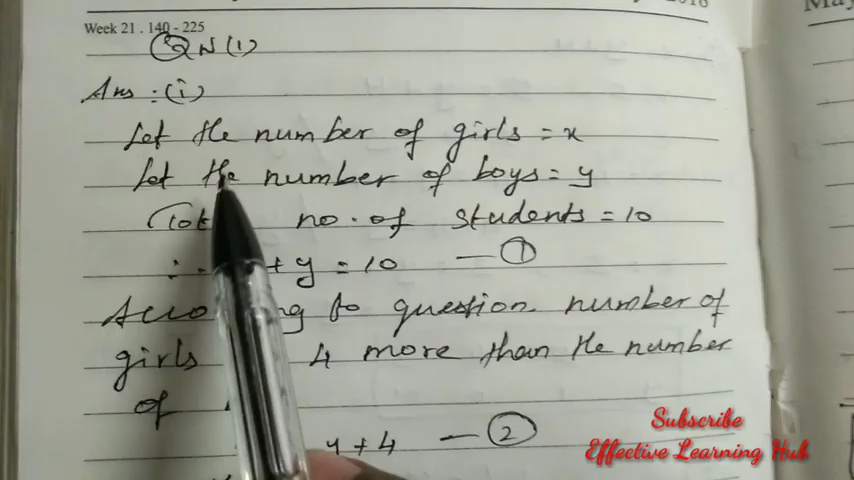 Week 21 . 140 - 225
QN (1)
Ans : (i)
Let the number of girls = x
Let the number of boys = y
no. of students = 10
+ y = 10 — 1
to question number of
girls 4 more than the number
of
y + 4 — 2
Subscribe
Effective Learning Hub